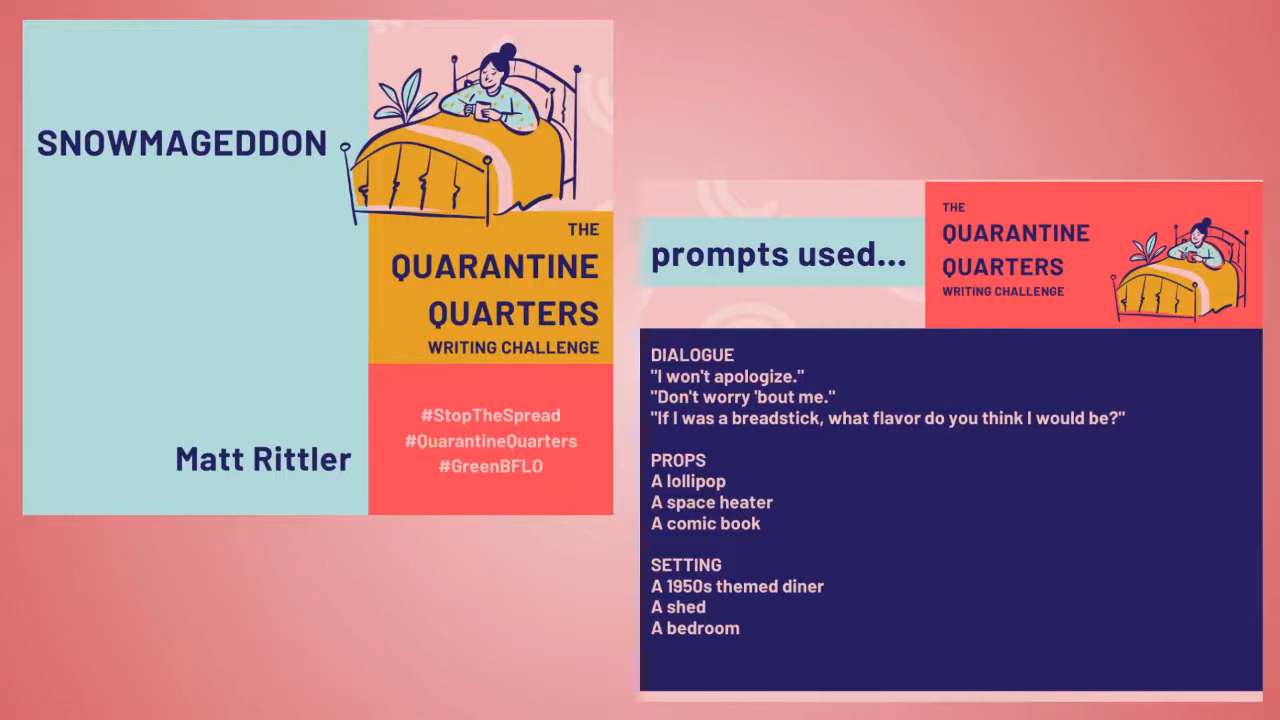 SNOWMAGEDDON
THE
QUARANTINE
QUARTERS
WRITING CHALLENGE
#StopTheSpread
#QuarantineQuarters
#GreenBFLO
Matt Rittler
prompts used...
THE
QUARANTINE
QUARTERS
WRITING CHALLENGE
DIALOGUE
"I won't apologize."
"Don't worry 'bout me."
"If I was a breadstick, what flavor do you think I would be?"
PROPS
A lollipop
A space heater
A comic book
SETTING
A 1950s themed diner
A shed
A bedroom